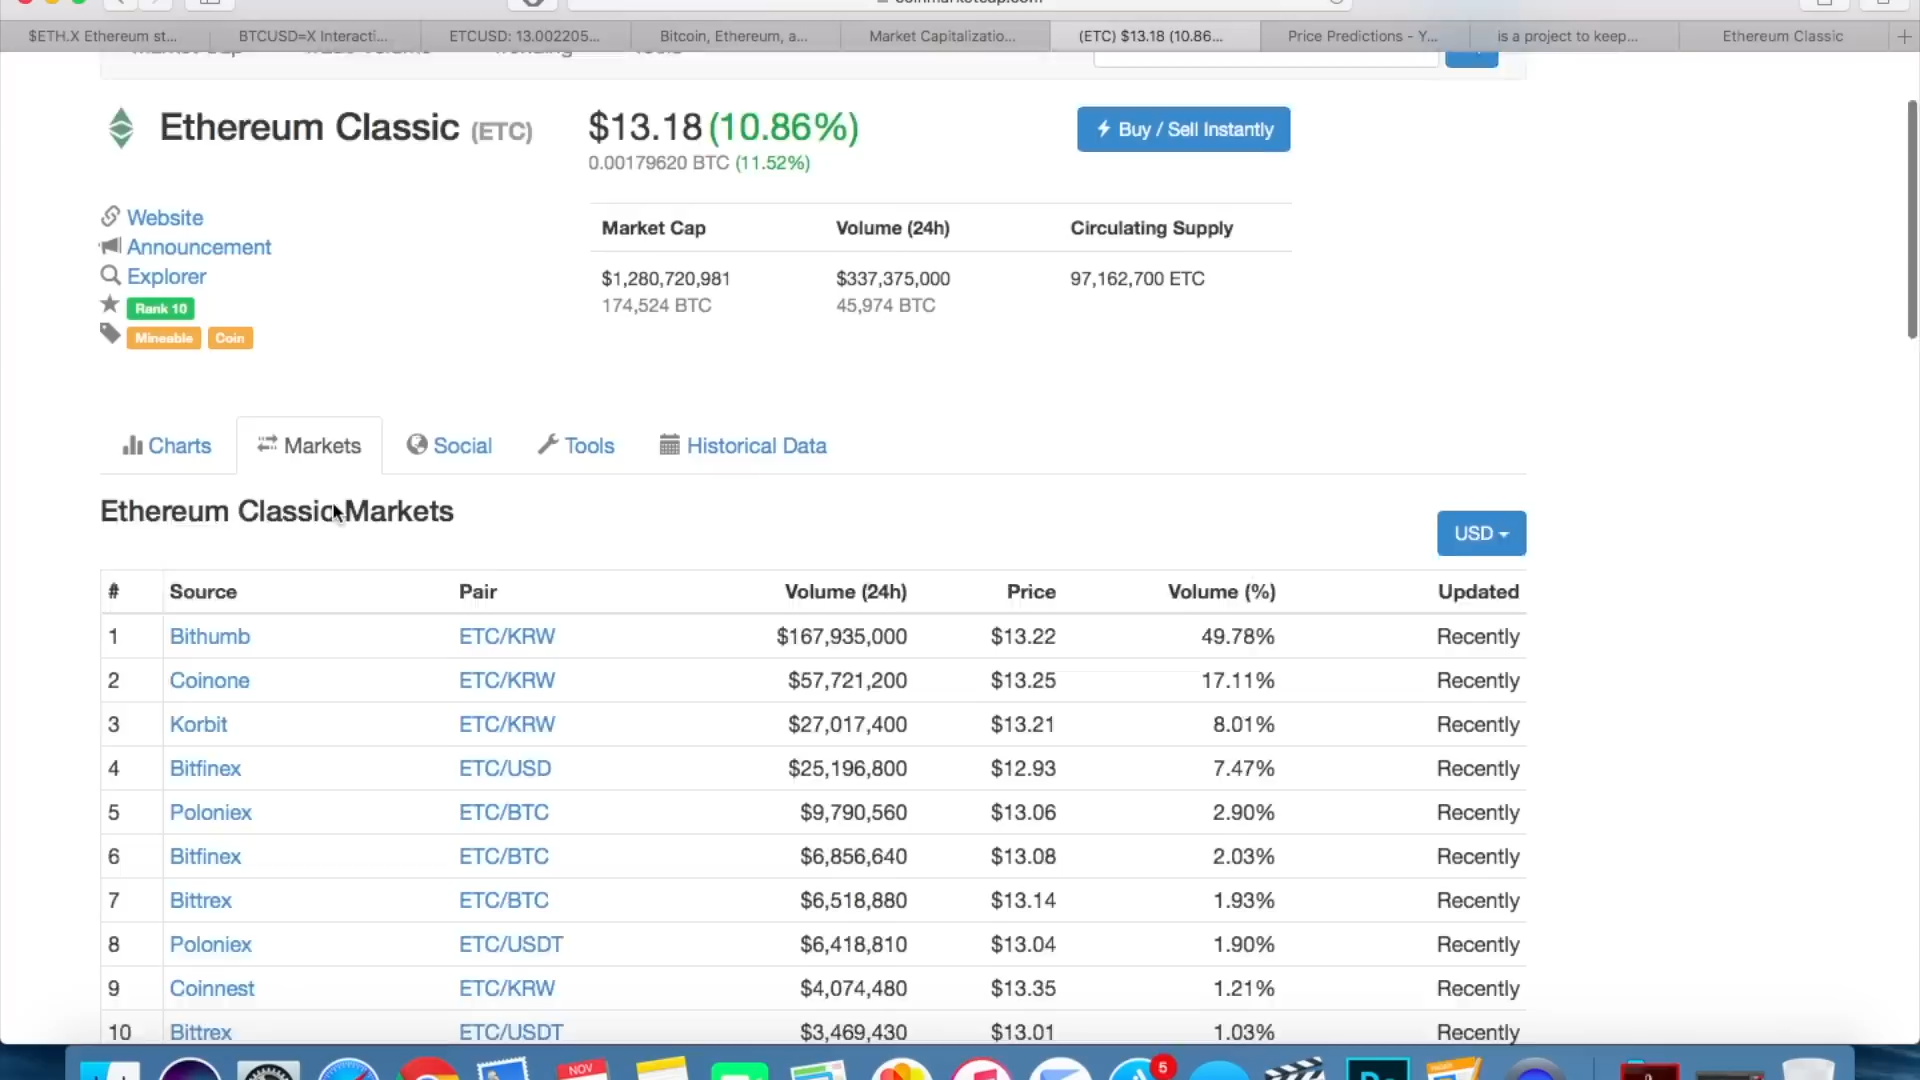 $ETH.X Ethereum st... BTCUSD=X Interacti... ETCUSD: 13.002205... Bitcoin, Ethereum, a... Market Capitalizatio... (ETC) $13.18 (10.86... Price Predictions - Y... is a project to keep... Ethereum Classic
Ethereum Classic (ETC) $13.18 (10.86%) Buy / Sell Instantly
0.00179620 BTC (11.52%)
Website
Announcement
Explorer
Rank 10
Mineable Coin
Market Cap Volume (24h) Circulating Supply
$1,280,720,981 $337,375,000 97,162,700 ETC
174,524 BTC 45,974 BTC
Charts Markets Social Tools Historical Data
Ethereum Classic Markets
USD
# Source Pair Volume (24h) Price Volume (%) Updated
1 Bithumb ETC/KRW $167,935,000 $13.22 49.78% Recently
2 Coinone ETC/KRW $57,721,200 $13.25 17.11% Recently
3 Korbit ETC/KRW $27,017,400 $13.21 8.01% Recently
4 Bitfinex ETC/USD $25,196,800 $12.93 7.47% Recently
5 Poloniex ETC/BTC $9,790,560 $13.06 2.90% Recently
6 Bitfinex ETC/BTC $6,856,640 $13.08 2.03% Recently
7 Bittrex ETC/BTC $6,518,880 $13.14 1.93% Recently
8 Poloniex ETC/USDT $6,418,810 $13.04 1.90% Recently
9 Coinnest ETC/KRW $4,074,480 $13.35 1.21% Recently
10 Bittrex ETC/USDT $3,469,430 $13.01 1.03% Recently
NOV
5